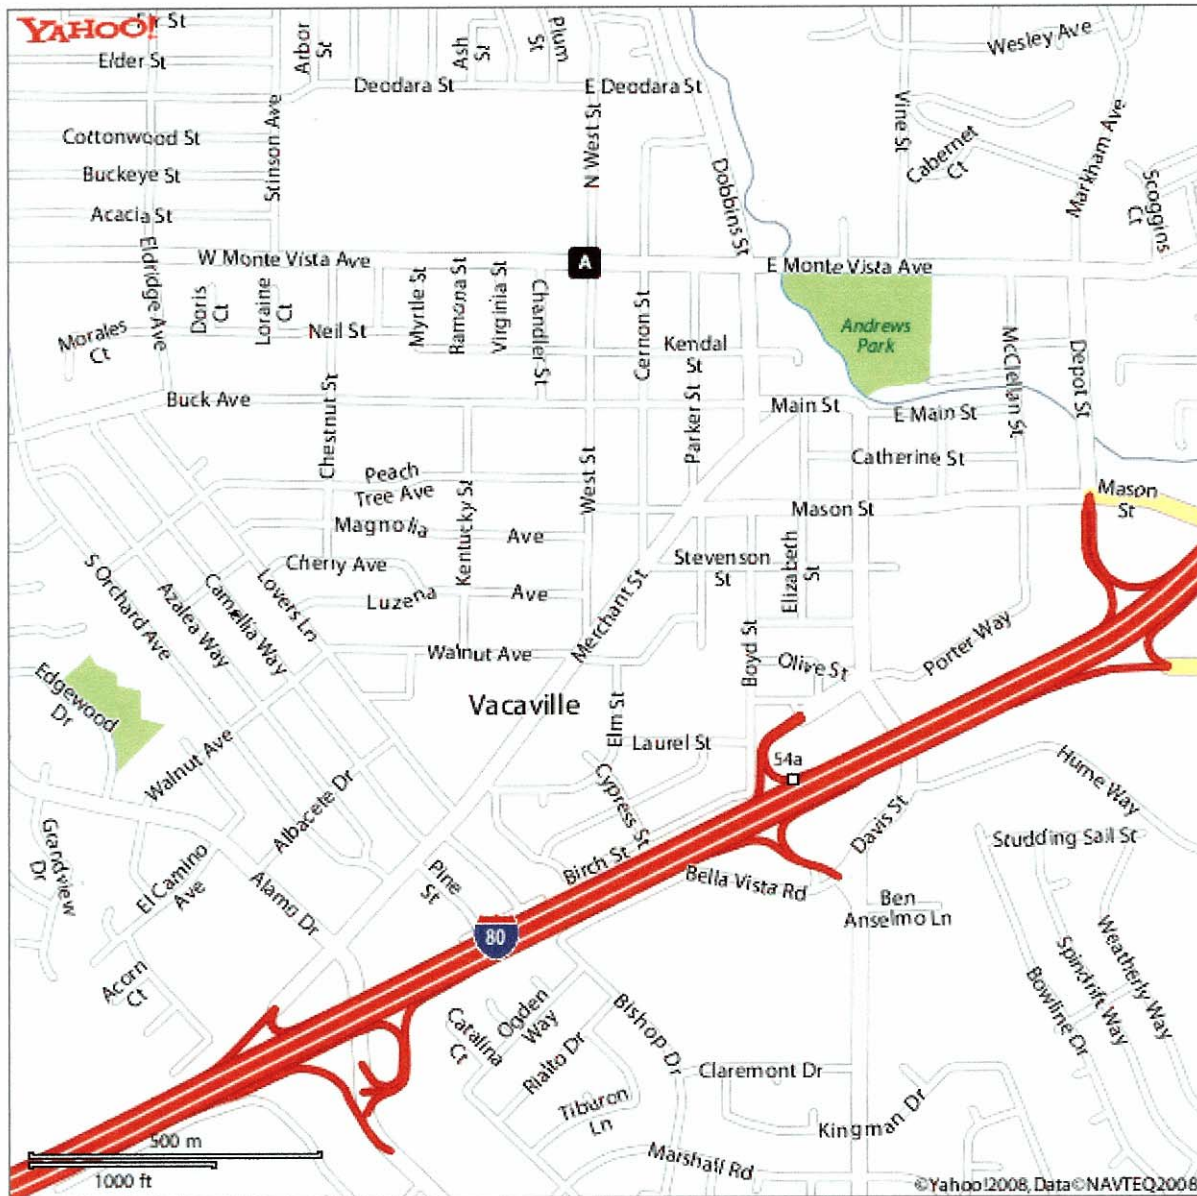 YAHOO!
Fir St
Elder St
Arbor St
Ash St
Plum St
Wesley Ave
Deodara St
E Deodara St
Cottonwood St
Stinson Ave
N West St
Vine St
Cabernet Ct
Markham Ave
Buckeye St
Dobbins St
Scoggins Ct
Acacia St
Eldridge Ave
W Monte Vista Ave
A
E Monte Vista Ave
Doris Ct
Loraine Ct
Myrtle St
Ramona St
Virginia St
Chandler St
Cernon St
Andrews
Park
Morales
Ct
Neil St
Kendal
St
McClellan St
Depot St
Buck Ave
Chestnut St
Parker St
Main St
E Main St
Peach
Tree Ave
Catherine St
Kentucky St
West St
Mason St
Mason
St
Magnolia Ave
Cherry Ave
Stevenson
St
Elizabeth St
S Orchard Ave
Azalea Way
Camellia Way
Lovers Ln
Luzena Ave
Merchant St
Walnut Ave
Boyd St
Olive St
Porter Way
Edgewood
Dr
Vacaville
Elm St
Laurel St
54a
Walnut Ave
Albacete Dr
Cypress St
Davis St
Hume Way
Grandview Dr
El Camino
Ave
Alamo Dr
Pine
St
Birch St
Bella Vista Rd
Studding Sail St
Ben
Anselmo Ln
80
Acorn
Ct
Catalina
Ct
Ogden
Way
Rialto Dr
Bishop Dr
Bowline Dr
Spindrift Way
Weatherly Way
Claremont Dr
Tiburon
Ln
Kingman Dr
Marshall Rd
500 m
1000 ft
©Yahoo!2008, Data©NAVTEQ2008